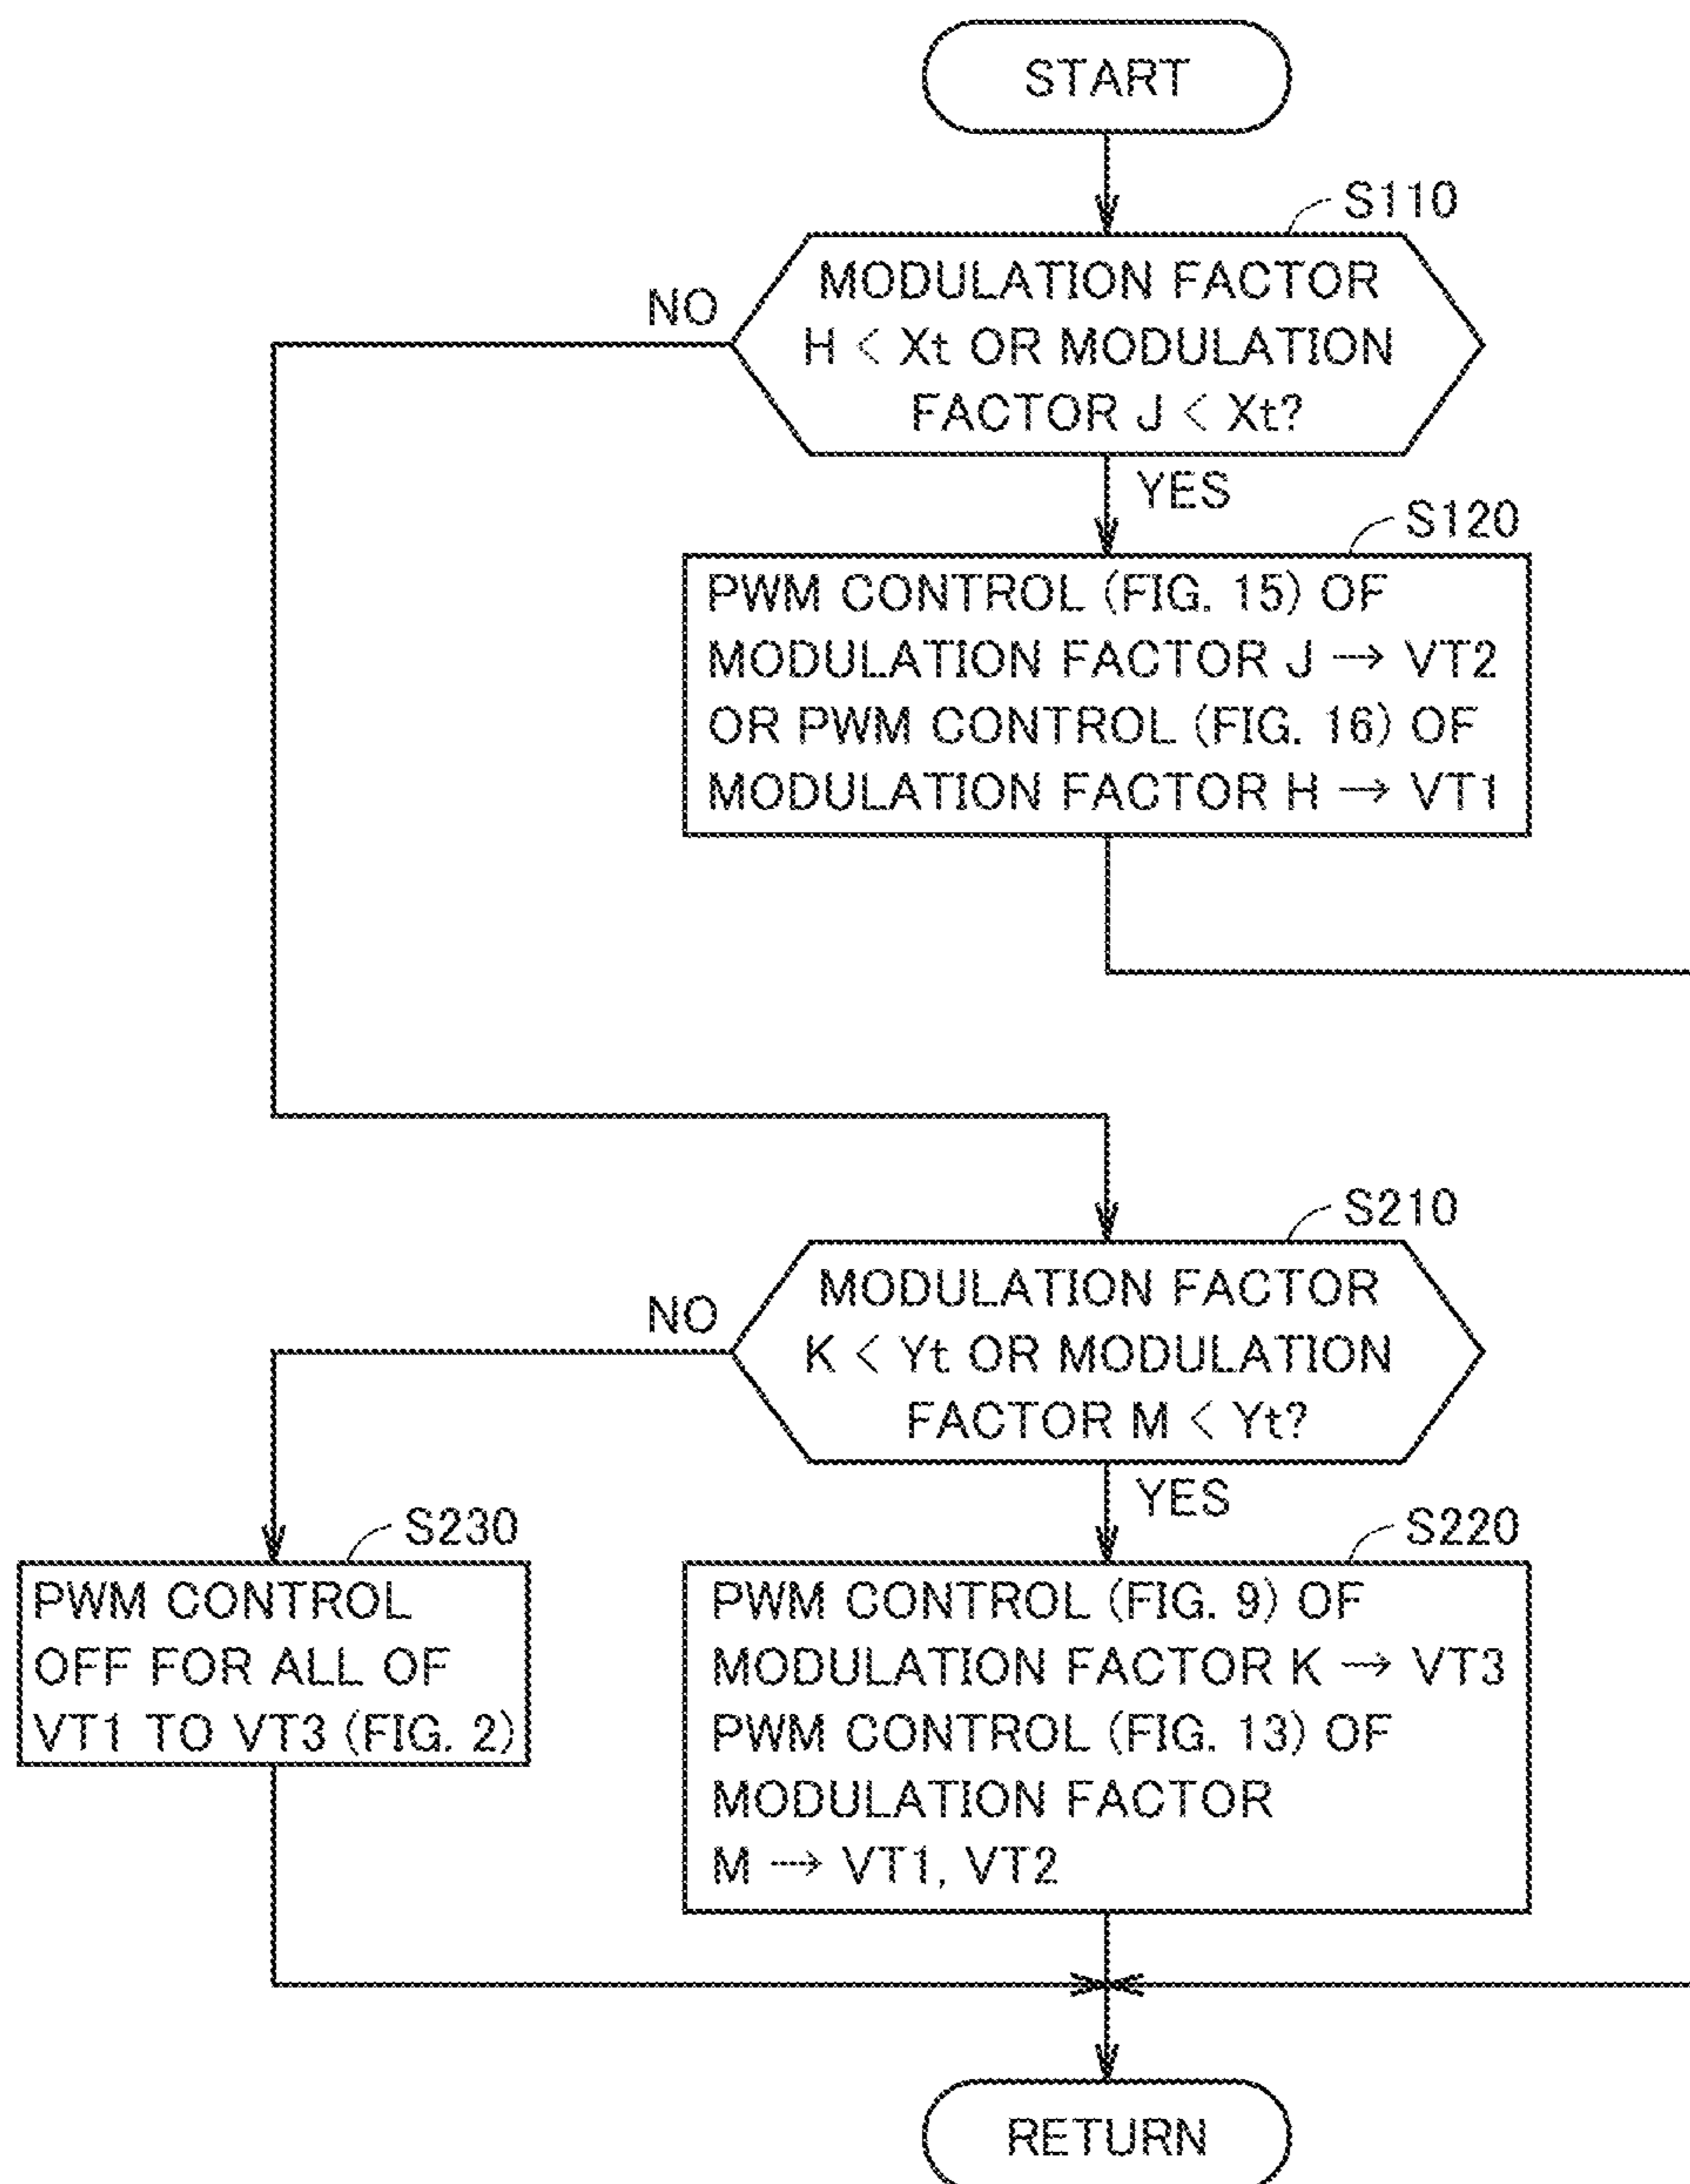 START
S110
MODULATION FACTOR
H < Xt OR MODULATION
FACTOR J < Xt?
NO
YES
S120
PWM CONTROL (FIG. 15) OF
MODULATION FACTOR J → VT2
OR PWM CONTROL (FIG. 16) OF
MODULATION FACTOR H → VT1
S210
MODULATION FACTOR
K < Yt OR MODULATION
FACTOR M < Yt?
NO
YES
S230
PWM CONTROL
OFF FOR ALL OF
VT1 TO VT3 (FIG. 2)
S220
PWM CONTROL (FIG. 9) OF
MODULATION FACTOR K → VT3
PWM CONTROL (FIG. 13) OF
MODULATION FACTOR
M → VT1, VT2
RETURN